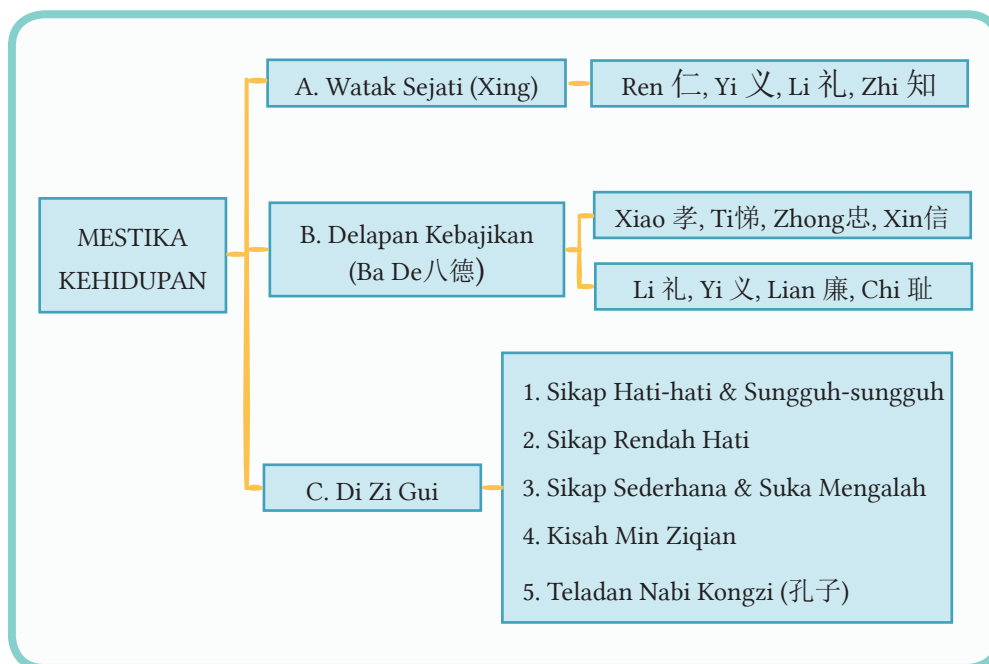 MESTIKA
KEHIDUPAN
A. Watak Sejati (Xing)
Ren 仁, Yi 义, Li 礼, Zhi 知
B. Delapan Kebajikan
(Ba De八德)
Xiao 孝, Ti悌, Zhong忠, Xin信
Li 礼, Yi 义, Lian 廉, Chi 耻
C. Di Zi Gui
1. Sikap Hati-hati & Sungguh-sungguh
2. Sikap Rendah Hati
3. Sikap Sederhana & Suka Mengalah
4. Kisah Min Ziqian
5. Teladan Nabi Kongzi (孔子)